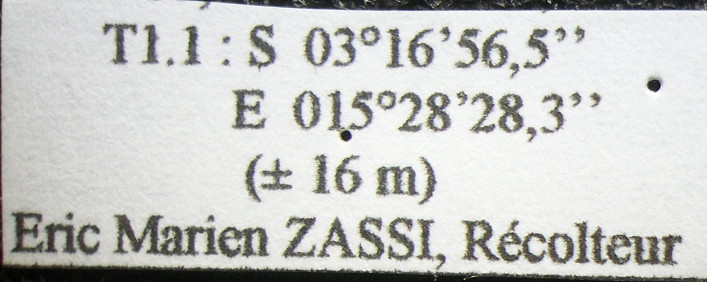 T1.1 : S 03°16’56,5’’
E 015°28’28,3’’
(± 16 m)
Eric Marien ZASSI, Récolteur